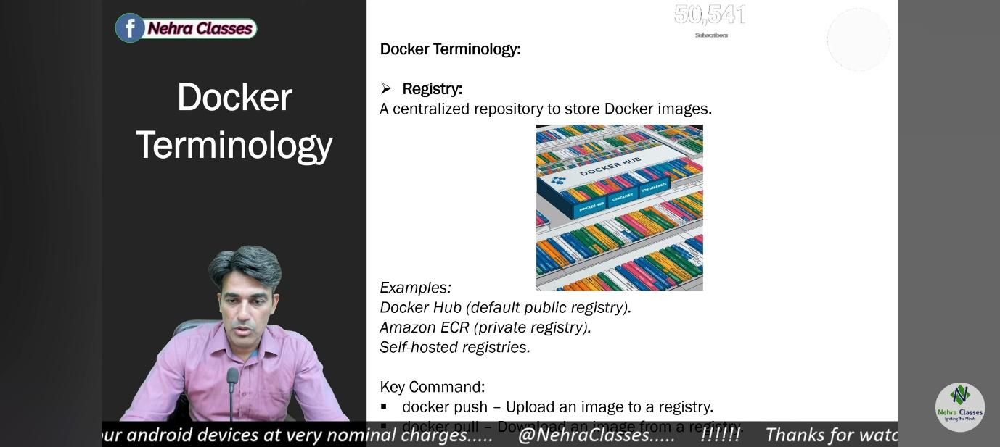 Nehra Classes
Docker
Terminology
50,541
Subscribers
Docker Terminology:
Registry:
A centralized repository to store Docker images.
DOCKER HUB
DOCKER HUB
CONTAINER
Examples:
Docker Hub (default public registry).
Amazon ECR (private registry).
Self-hosted registries.
Key Command:
docker push – Upload an image to a registry.
docker pull – Download an image from a registry.
our android devices at very nominal charges..... @NehraClasses..... !!!!!! Thanks for watc
Nehra Classes
Igniting The Minds